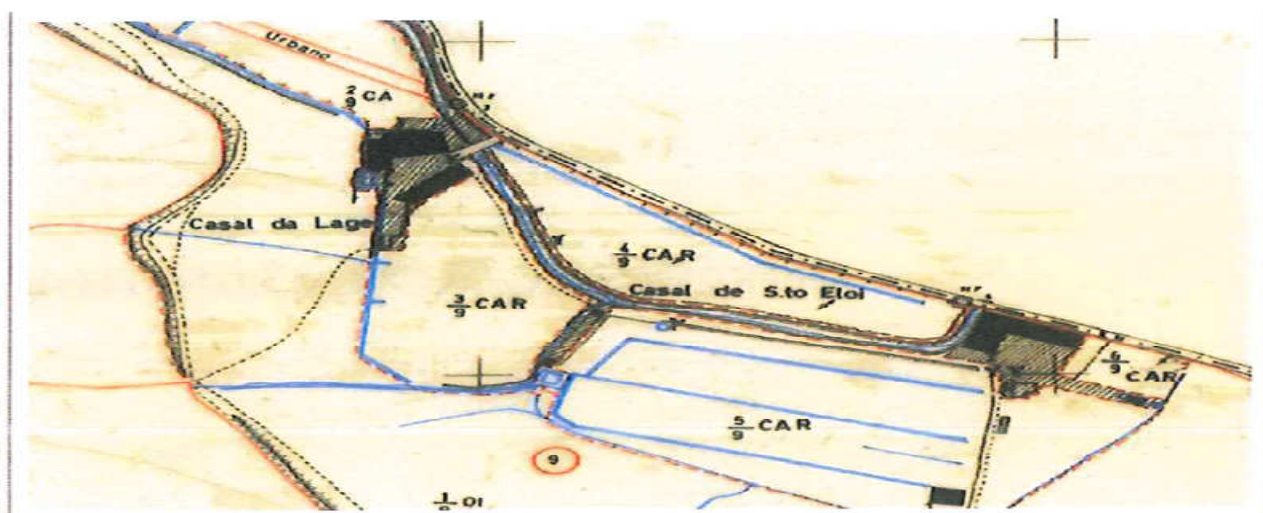 Urbano
2/9 CA
Casal da Lage
4/9 CA,R
3/9 CAR
Casal de S.to Eloi
6/9 CAR
5/9 CAR
9
1/9 OI